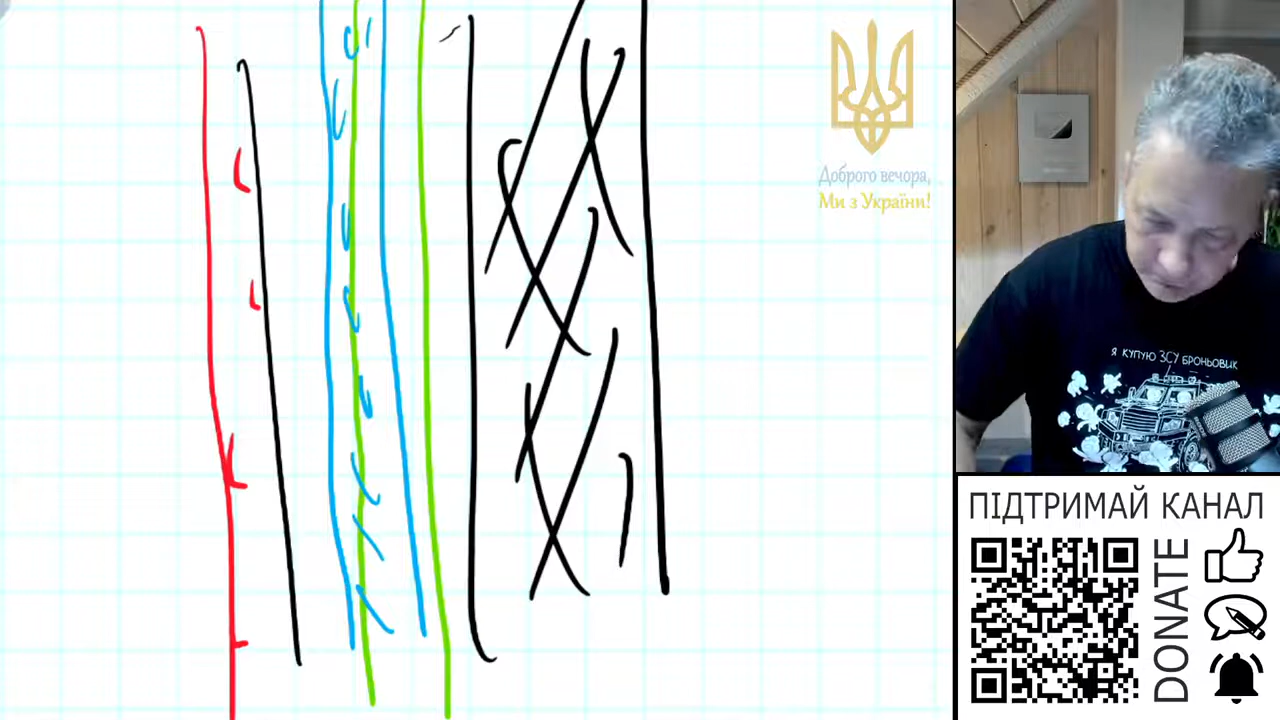 Доброго вечора,
Ми з України!
Я КУПУЮ ЗСУ БРОНЬОВИК
ПІДТРИМАЙ КАНАЛ
DONATE